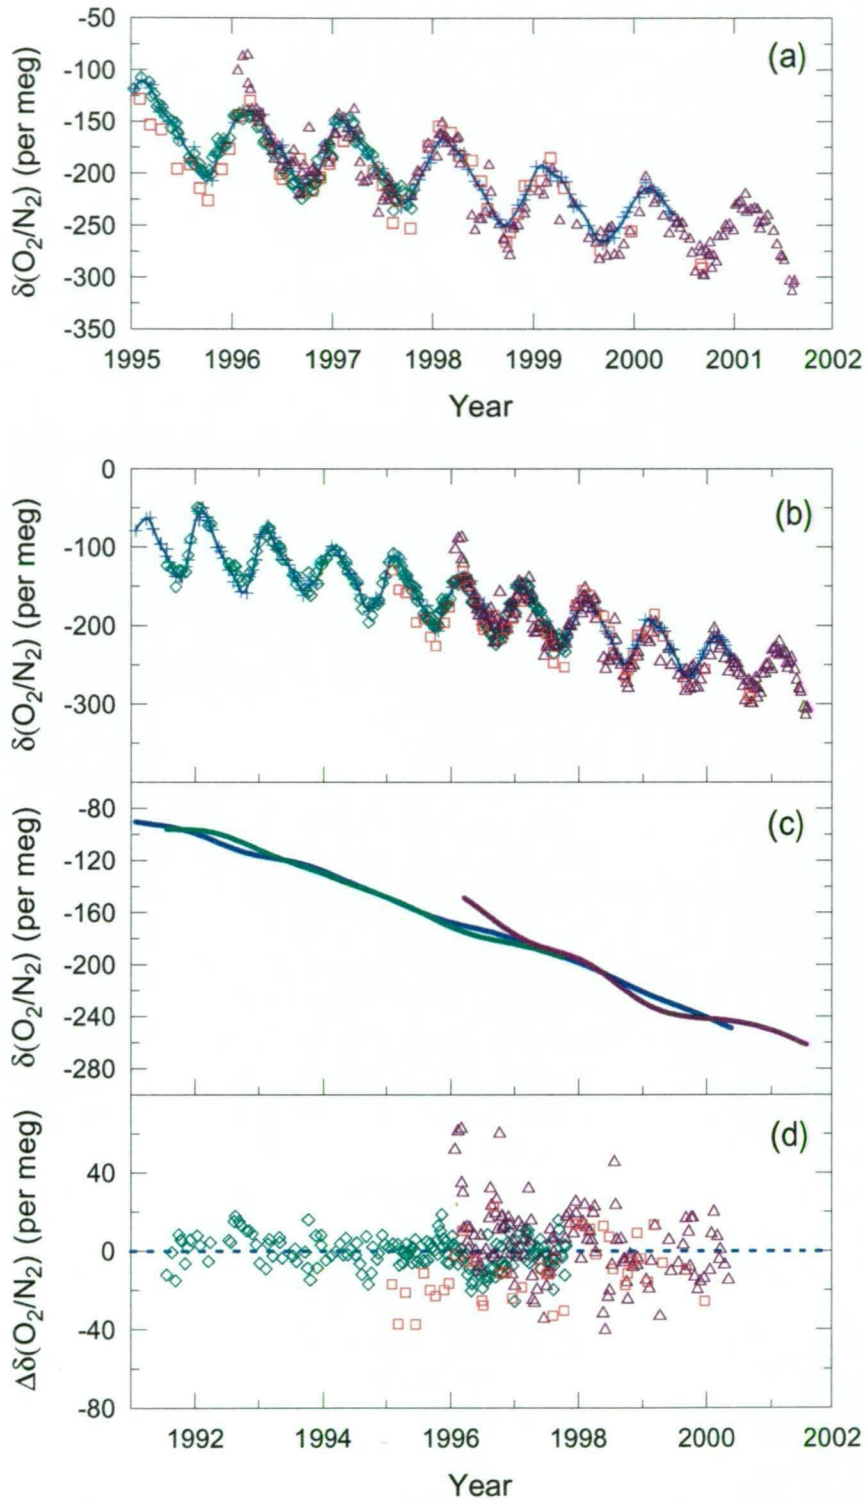 (a)
δ(O₂/N₂) (per meg)
-50
-100
-150
-200
-250
-300
-350
1995 1996 1997 1998 1999 2000 2001 2002
Year
(b)
δ(O₂/N₂) (per meg)
0
-100
-200
-300
(c)
δ(O₂/N₂) (per meg)
-80
-120
-160
-200
-240
-280
(d)
Δδ(O₂/N₂) (per meg)
40
0
-40
-80
1992 1994 1996 1998 2000 2002
Year